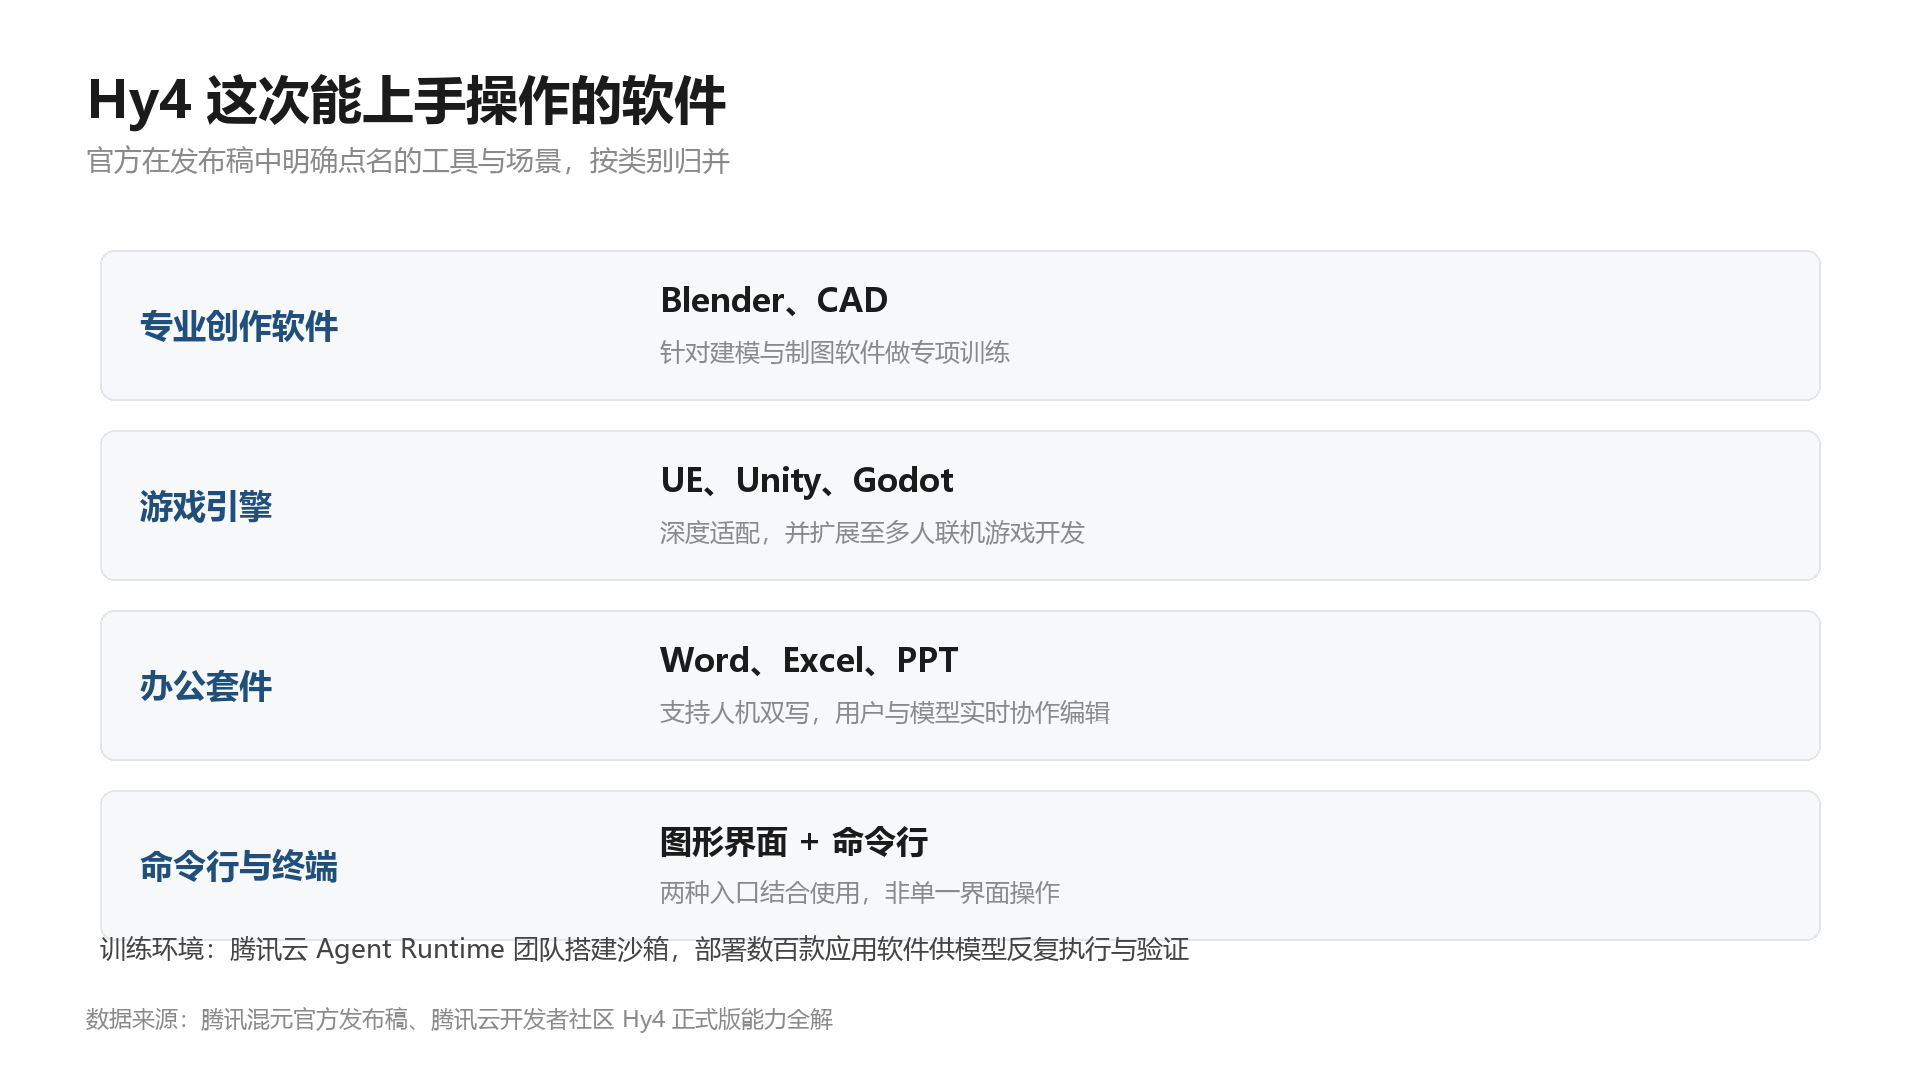 Hy4 这次能上手操作的软件
官方在发布稿中明确点名的工具与场景，按类别归并
专业创作软件
Blender、CAD
针对建模与制图软件做专项训练
游戏引擎
UE、Unity、Godot
深度适配，并扩展至多人联机游戏开发
办公套件
Word、Excel、PPT
支持人机双写，用户与模型实时协作编辑
命令行与终端
图形界面 + 命令行
两种入口结合使用，非单一界面操作
训练环境：腾讯云 Agent Runtime 团队搭建沙箱，部署数百款应用软件供模型反复执行与验证
数据来源：腾讯混元官方发布稿、腾讯云开发者社区 Hy4 正式版能力全解